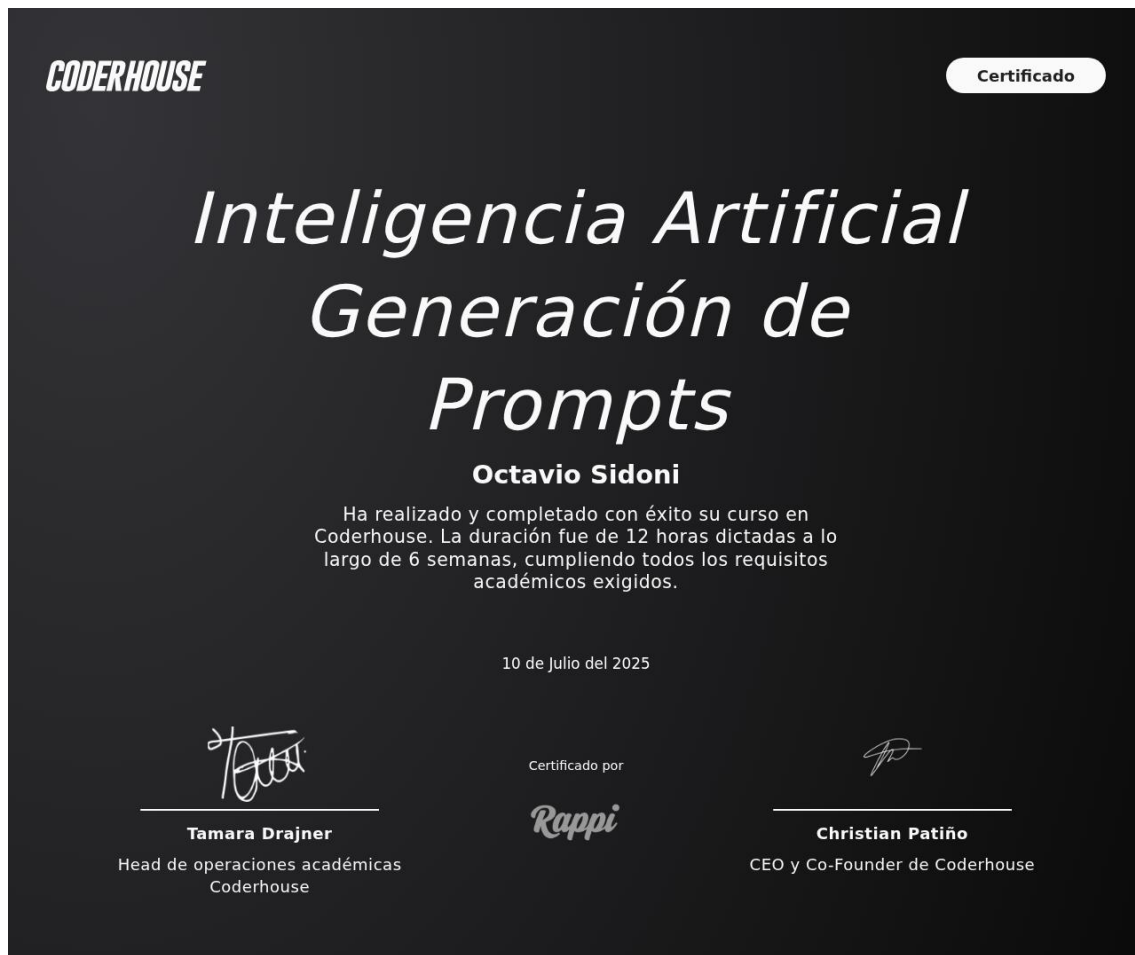 CODERHOUSE
Certificado
Inteligencia Artificial
Generación de
Prompts
Octavio Sidoni
Ha realizado y completado con éxito su curso en
Coderhouse. La duración fue de 12 horas dictadas a lo
largo de 6 semanas, cumpliendo todos los requisitos
académicos exigidos.
10 de Julio del 2025
Certificado por
Rappi
Tamara Drajner
Head de operaciones académicas
Coderhouse
Christian Patiño
CEO y Co-Founder de Coderhouse